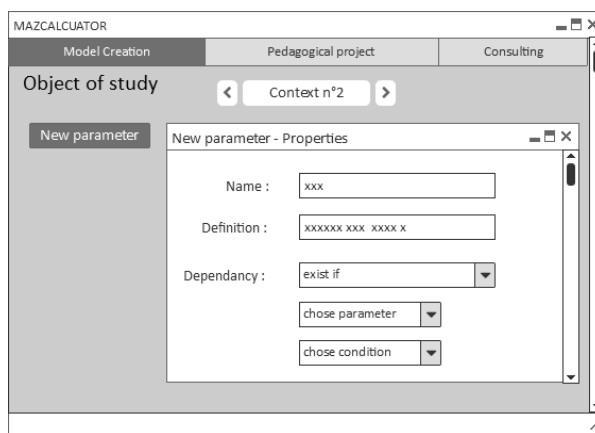 MAZCALCUATOR
Model Creation Pedagogical project Consulting
Object of study
Context n°2
New parameter
New parameter - Properties
Name : xxx
Definition : xxxxxx xxx xxxx x
Dependancy : exist if
chose parameter
chose condition